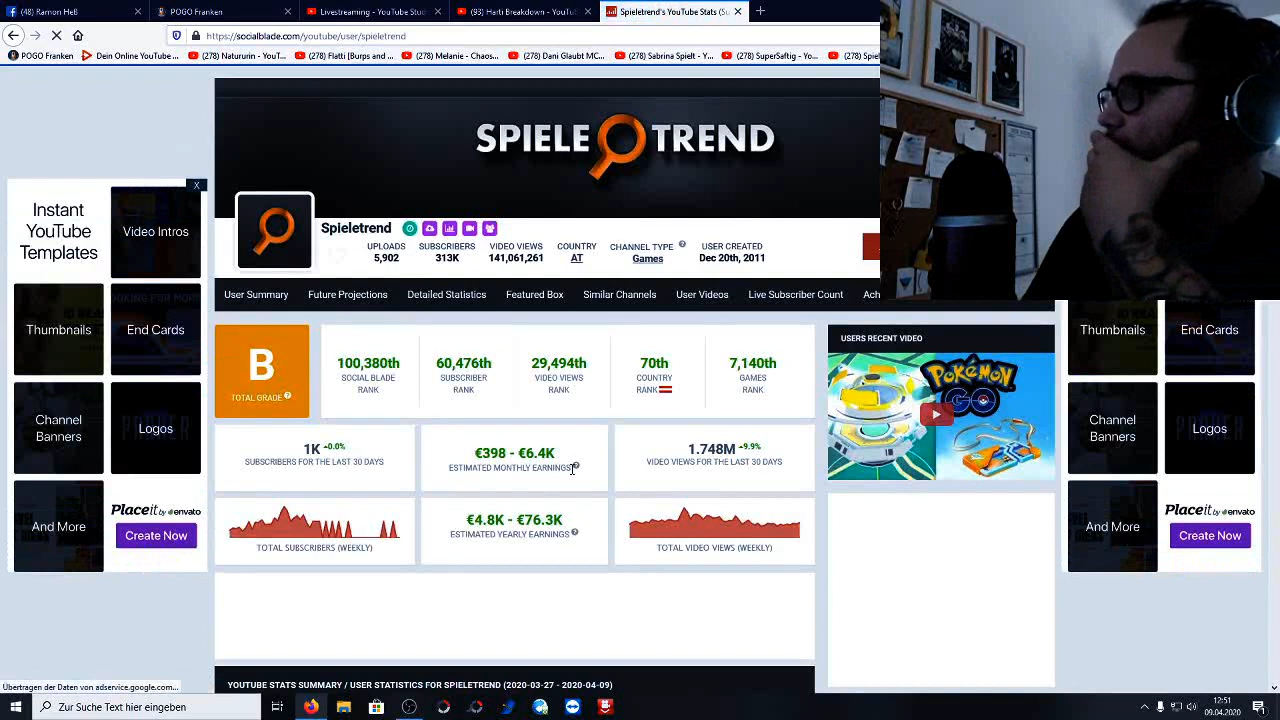 (48) Ramon Heß
POGO Franken
Livestreaming - YouTube Stud
(93) Harti Breakdown - YouTub
Spieletrend's YouTube Stats (Su
https://socialblade.com/youtube/user/spieletrend
POGO Franken
Dein Online YouTube ...
(278) Natururin - YouT...
(278) Flatti [Burps and ...
(278) Melanie - Chaos...
(278) Dani Glaubt MC...
(278) Sabrina Spielt - Y...
(278) SuperSaftig - Yo...
(278) Spiel
SPIELE TREND
X
Instant
YouTube
Templates
Video Intros
Thumbnails
End Cards
Channel
Banners
Logos
And More
Placeit by envato
Create Now
Spieletrend
UPLOADS
5,902
SUBSCRIBERS
313K
VIDEO VIEWS
141,061,261
COUNTRY
AT
CHANNEL TYPE
Games
USER CREATED
Dec 20th, 2011
User Summary
Future Projections
Detailed Statistics
Featured Box
Similar Channels
User Videos
Live Subscriber Count
Ach
B
TOTAL GRADE
100,380th
SOCIAL BLADE
RANK
60,476th
SUBSCRIBER
RANK
29,494th
VIDEO VIEWS
RANK
70th
COUNTRY
RANK
7,140th
GAMES
RANK
1K +0.0%
SUBSCRIBERS FOR THE LAST 30 DAYS
€398 - €6.4K
ESTIMATED MONTHLY EARNINGS
1.748M +9.9%
VIDEO VIEWS FOR THE LAST 30 DAYS
TOTAL SUBSCRIBERS (WEEKLY)
€4.8K - €76.3K
ESTIMATED YEARLY EARNINGS
TOTAL VIDEO VIEWS (WEEKLY)
USERS RECENT VIDEO
POKÉMON
GO
Thumbnails
End Cards
Channel
Banners
Logos
And More
Placeit by envato
Create Now
YOUTUBE STATS SUMMARY / USER STATISTICS FOR SPIELETREND (2020-03-27 - 2020-04-09)
Übertragen der Daten von adservice.google.com...
Zur Suche Text hier eingeben
12:51
09.04.2020